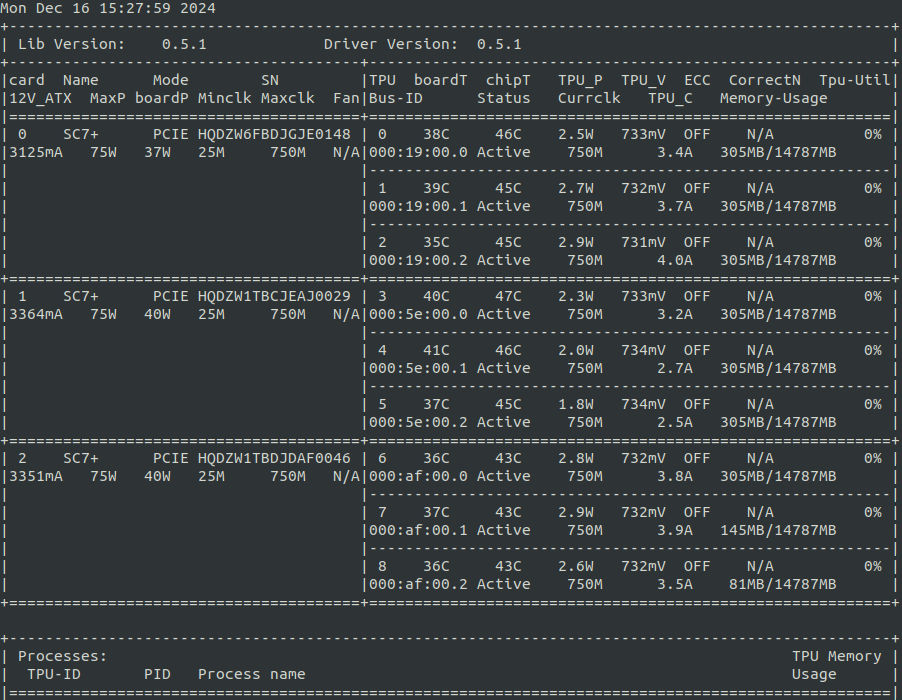 Mon Dec 16 15:27:59 2024
+---------------------------------------------------------------------------------------------------+
| Lib Version:    0.5.1             Driver Version:  0.5.1                                         |
+---------------------------------------+-----------------------------------------------------------+
|card  Name      Mode        SN         |TPU  boardT  chipT   TPU_P  TPU_V  ECC  CorrectN  Tpu-Util|
|12V_ATX  MaxP boardP Minclk Maxclk  Fan|Bus-ID      Status   Currclk   TPU_C   Memory-Usage       |
|=======================================+===========================================================|
| 0    SC7+      PCIE HQDZW6FBDJGJE0148 | 0    38C     46C    2.5W   733mV  OFF    N/A          0% |
|3125mA   75W   37W   25M     750M   N/A|000:19:00.0 Active    750M      3.4A   305MB/14787MB      |
|                                       |-----------------------------------------------------------|
|                                       | 1    39C     45C    2.7W   732mV  OFF    N/A          0% |
|                                       |000:19:00.1 Active    750M      3.7A   305MB/14787MB      |
|                                       |-----------------------------------------------------------|
|                                       | 2    35C     45C    2.9W   731mV  OFF    N/A          0% |
|                                       |000:19:00.2 Active    750M      4.0A   305MB/14787MB      |
+=======================================+===========================================================+
| 1    SC7+      PCIE HQDZW1TBCJEAJ0029 | 3    40C     47C    2.3W   733mV  OFF    N/A          0% |
|3364mA   75W   40W   25M     750M   N/A|000:5e:00.0 Active    750M      3.2A   305MB/14787MB      |
|                                       |-----------------------------------------------------------|
|                                       | 4    41C     46C    2.0W   734mV  OFF    N/A          0% |
|                                       |000:5e:00.1 Active    750M      2.7A   305MB/14787MB      |
|                                       |-----------------------------------------------------------|
|                                       | 5    37C     45C    1.8W   734mV  OFF    N/A          0% |
|                                       |000:5e:00.2 Active    750M      2.5A   305MB/14787MB      |
+=======================================+===========================================================+
| 2    SC7+      PCIE HQDZW1TBDJDAF0046 | 6    36C     43C    2.8W   732mV  OFF    N/A          0% |
|3351mA   75W   40W   25M     750M   N/A|000:af:00.0 Active    750M      3.8A   305MB/14787MB      |
|                                       |-----------------------------------------------------------|
|                                       | 7    37C     43C    2.9W   732mV  OFF    N/A          0% |
|                                       |000:af:00.1 Active    750M      3.9A   145MB/14787MB      |
|                                       |-----------------------------------------------------------|
|                                       | 8    36C     43C    2.6W   732mV  OFF    N/A          0% |
|                                       |000:af:00.2 Active    750M      3.5A    81MB/14787MB      |
+=======================================+===========================================================+

+---------------------------------------------------------------------------------------------------+
| Processes:                                                                            TPU Memory |
|  TPU-ID       PID   Process name                                                      Usage      |
|===================================================================================================|